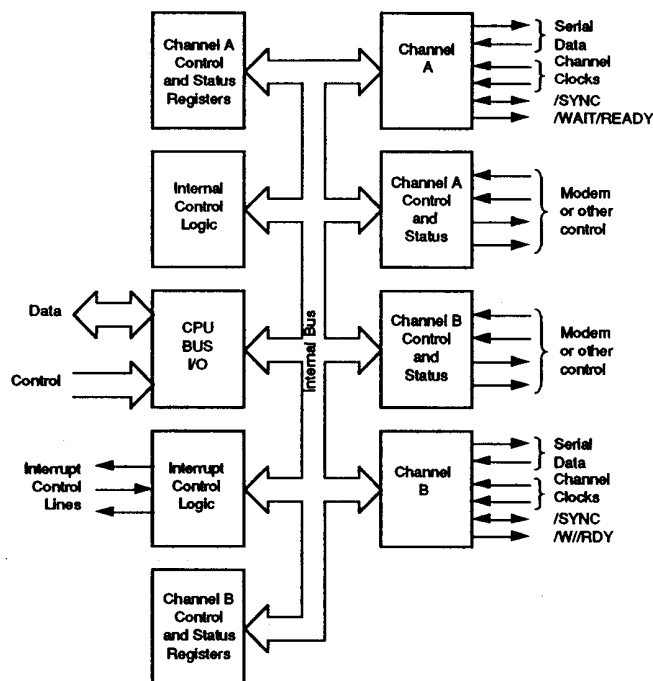 Channel A
Control
and Status
Registers
Channel
A
Serial
Data
Channel
Clocks
/SYNC
/WAIT/READY
Internal
Control
Logic
Channel A
Control
and
Status
Modem
or other
control
Data
Control
CPU
BUS
I/O
Internal Bus
Channel B
Control
and
Status
Modem
or other
control
Interrupt
Control
Lines
Interrupt
Control
Logic
Channel
B
Serial
Data
Channel
Clocks
/SYNC
/W//RDY
Channel B
Control
and Status
Registers